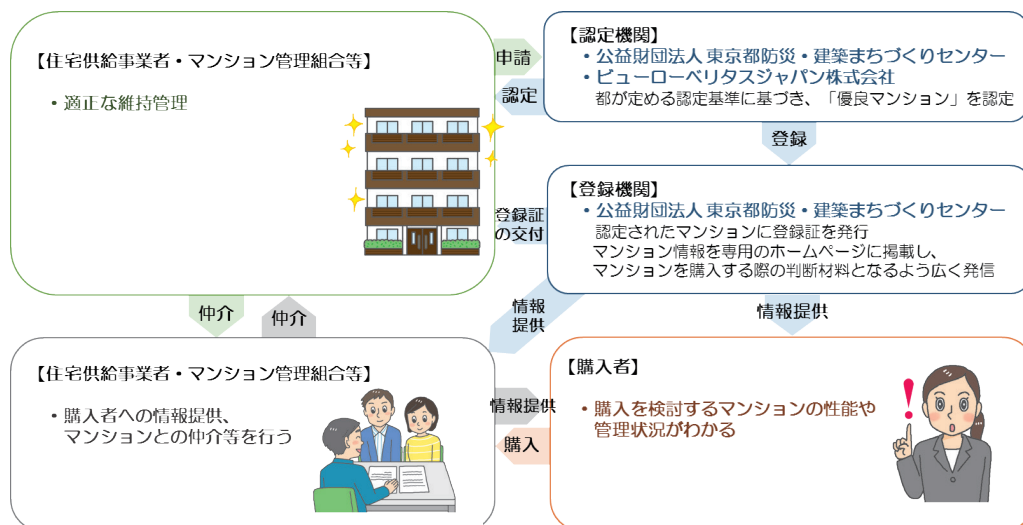 【住宅供給事業者・マンション管理組合等】
・適正な維持管理
申請
認定
【認定機関】
・公益財団法人 東京都防災・建築まちづくりセンター
・ビューローベリタスジャパン株式会社
都が定める認定基準に基づき、「優良マンション」を認定
登録
【登録機関】
・公益財団法人 東京都防災・建築まちづくりセンター
認定されたマンションに登録証を発行
マンション情報を専用のホームページに掲載し、
マンションを購入する際の判断材料となるよう広く発信
登録証
の交付
仲介
仲介
情報
提供
情報提供
【住宅供給事業者・マンション管理組合等】
・購入者への情報提供、
マンションとの仲介等を行う
情報提供
購入
【購入者】
・購入を検討するマンションの性能や
管理状況がわかる